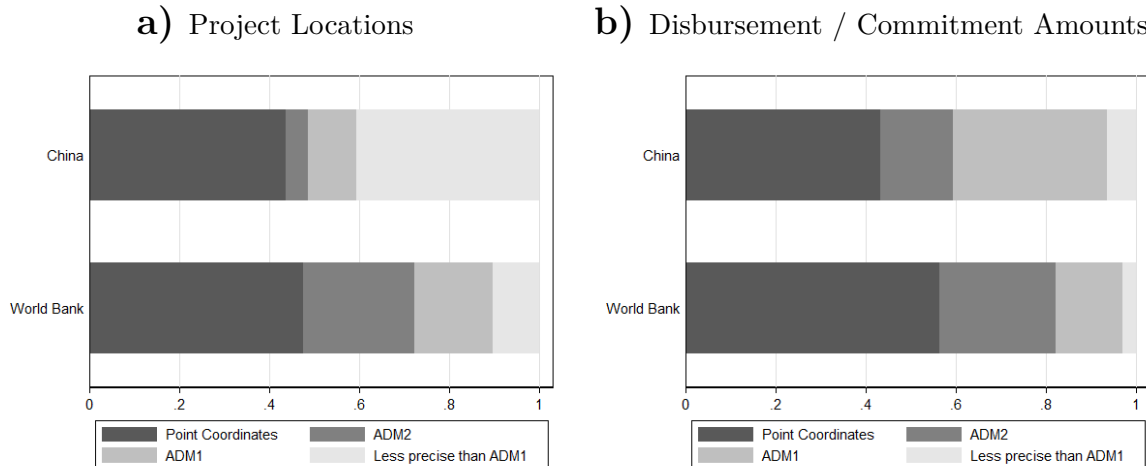 a) Project Locations
China
World Bank
0 .2 .4 .6 .8 1
Point Coordinates ADM2
ADM1 Less precise than ADM1
b) Disbursement / Commitment Amounts
China
World Bank
0 .2 .4 .6 .8 1
Point Coordinates ADM2
ADM1 Less precise than ADM1